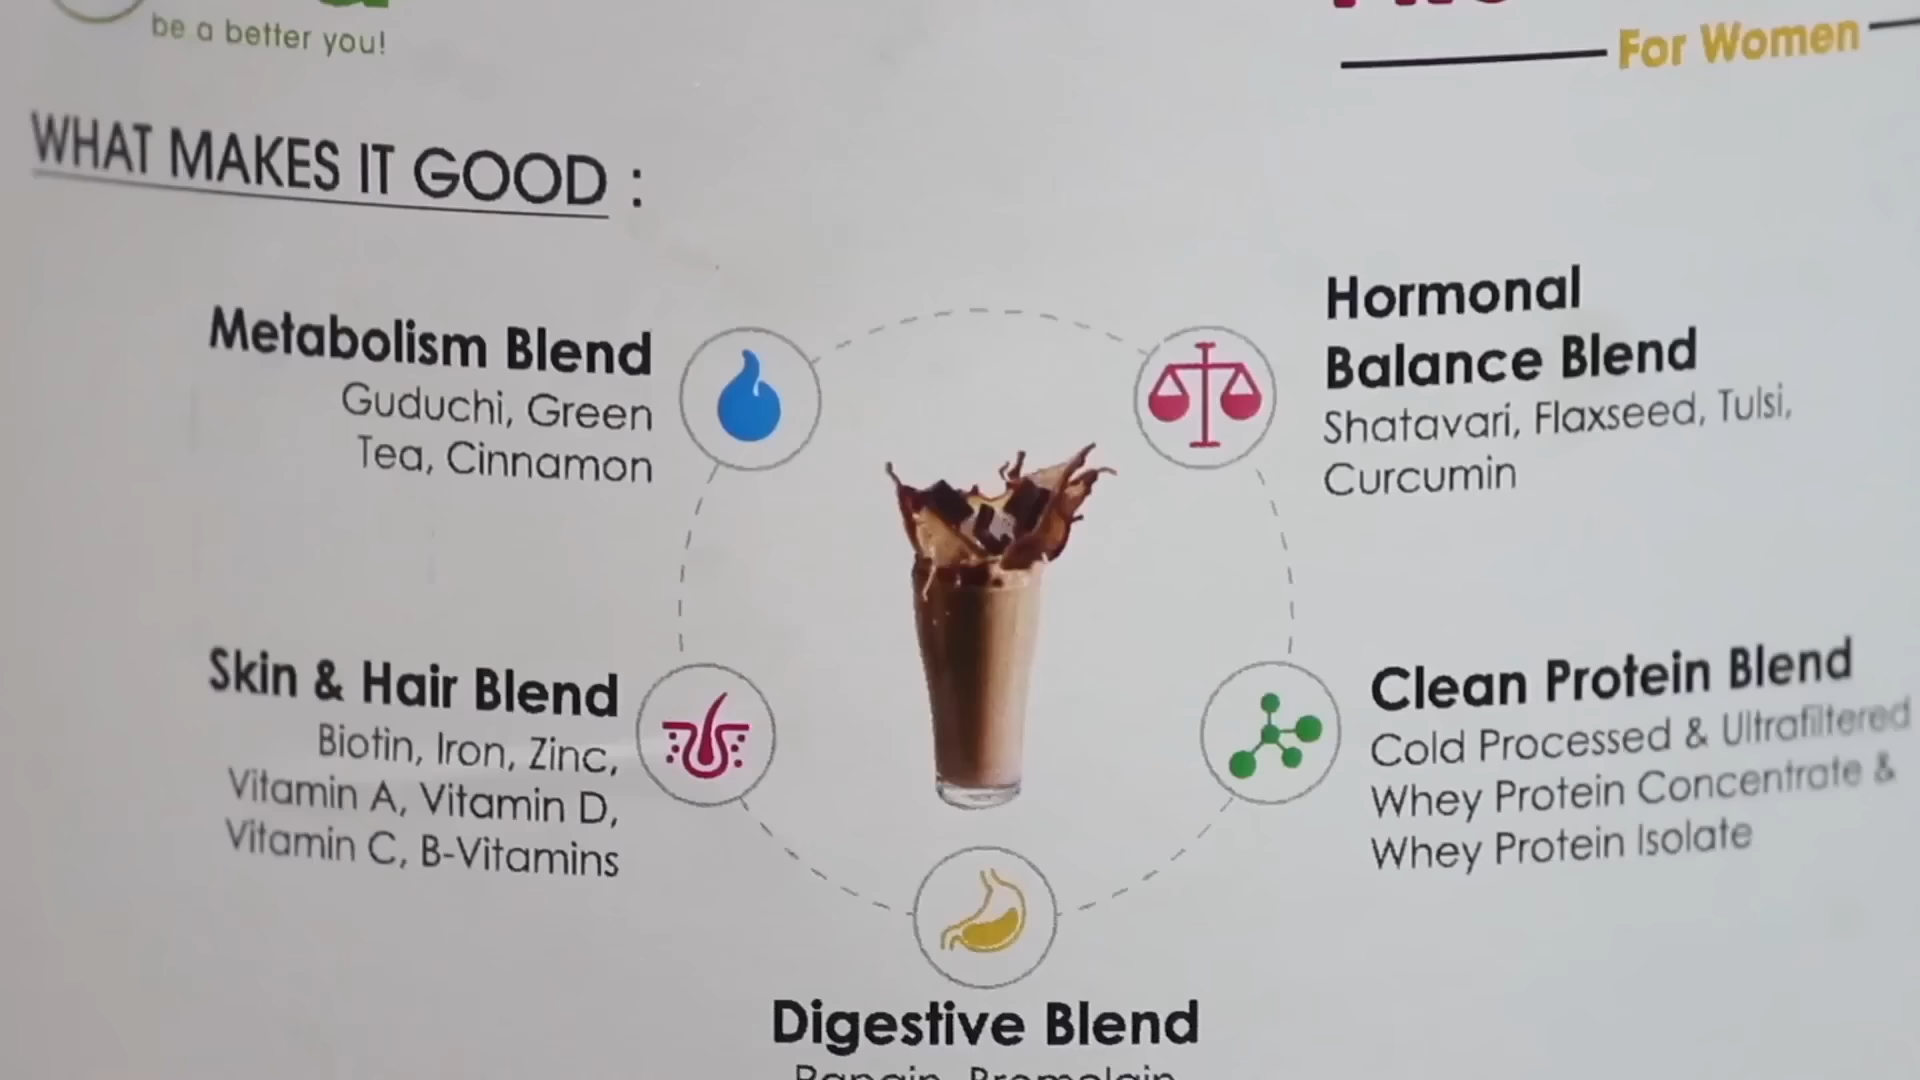 be a better you!
For Women
WHAT MAKES IT GOOD :
Metabolism Blend
Guduchi, Green
Tea, Cinnamon
Hormonal
Balance Blend
Shatavari, Flaxseed, Tulsi,
Curcumin
Skin & Hair Blend
Biotin, Iron, Zinc,
Vitamin A, Vitamin D,
Vitamin C, B-Vitamins
Clean Protein Blend
Cold Processed & Ultrafiltered
Whey Protein Concentrate &
Whey Protein Isolate
Digestive Blend
Papain, Bromelain